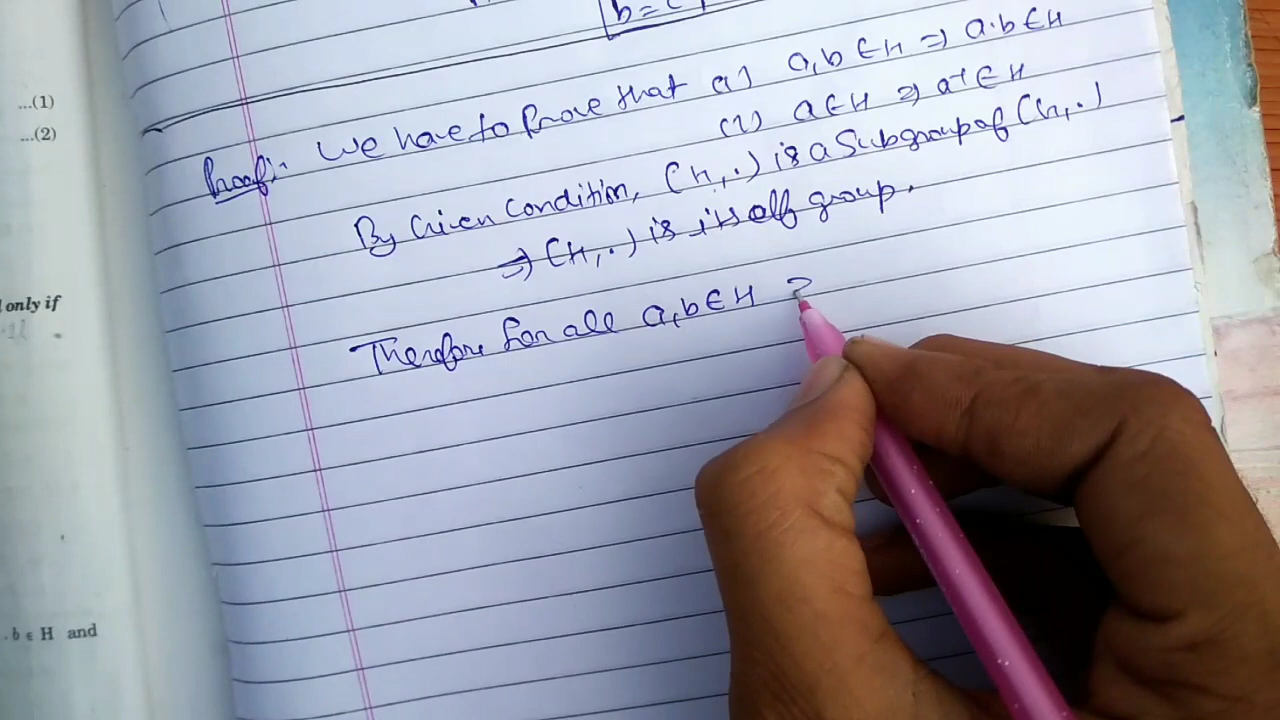 b = c
Proof:- We have to Prove that (1) a,b ∈ H ⇒ a·b ∈ H
(2) a ∈ H ⇒ a⁻¹ ∈ H
By Given Condition, (H, ·) is a Subgroup of (G, ·)
⇒ (H, ·) is itself group.
Therefore for all a,b ∈ H
...(1)
...(2)
only if
. b ∈ H and